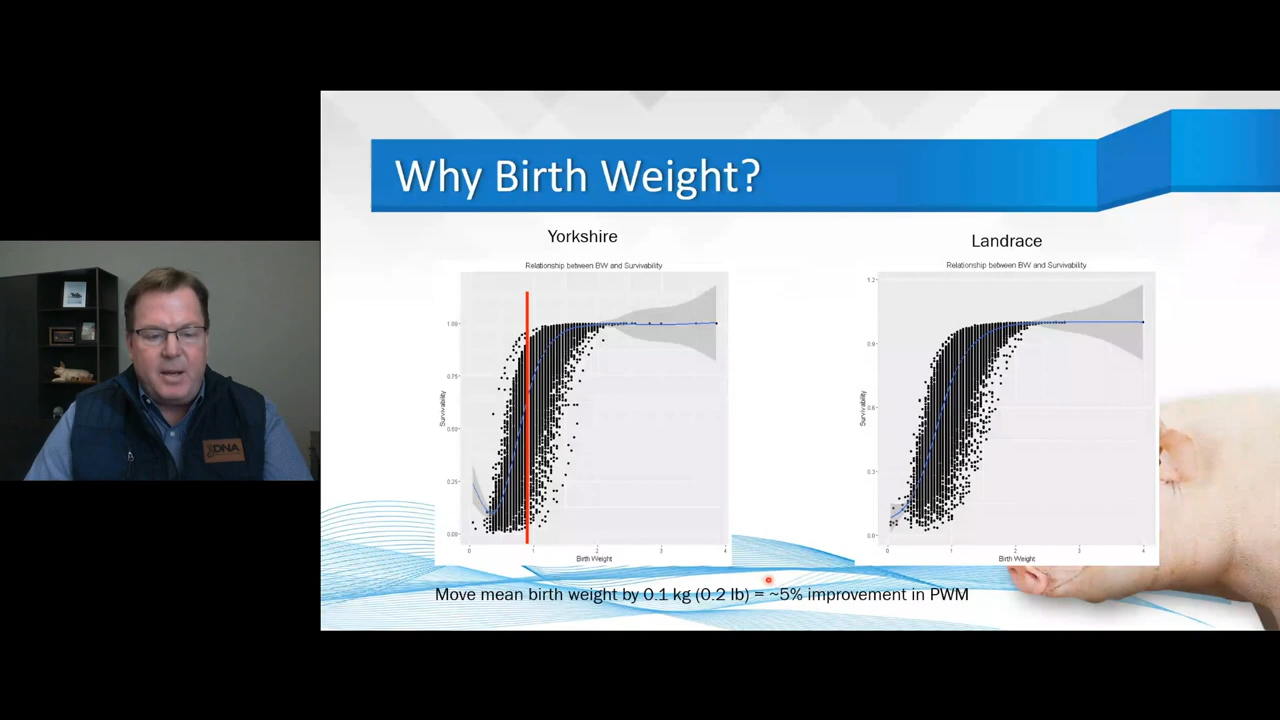 Why Birth Weight?
Yorkshire
Landrace
Relationship between BW and Survivability
Relationship between BW and Survivability
1.00
0.75
0.50
0.25
0.00
Survivability
0 1 2 3 4
Birth Weight
1.2
0.9
0.6
0.3
0.0
Survivability
0 1 2 3 4
Birth Weight
Move mean birth weight by 0.1 kg (0.2 lb) = ~5% improvement in PWM
DNA